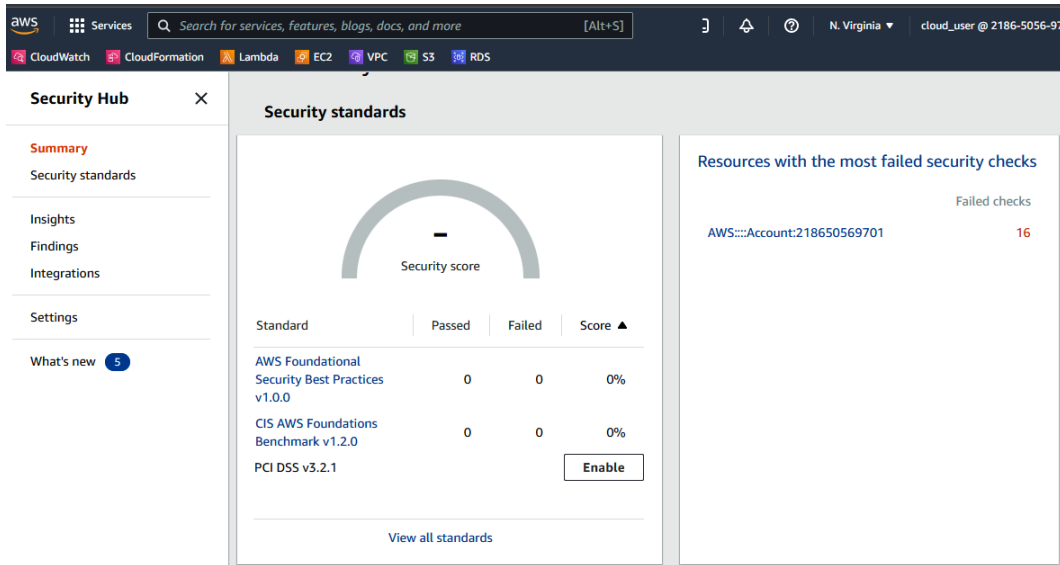 aws
Services
Search for services, features, blogs, docs, and more
[Alt+S]
N. Virginia ▼
cloud_user @ 2186-5056-97
CloudWatch
CloudFormation
Lambda
EC2
VPC
S3
RDS
Security Hub
Summary
Security standards
Insights
Findings
Integrations
Settings
What's new 5
Security standards
–
Security score
Standard Passed Failed Score ▲
AWS Foundational
Security Best Practices 0 0 0%
v1.0.0
CIS AWS Foundations
Benchmark v1.2.0 0 0 0%
PCI DSS v3.2.1 Enable
View all standards
Resources with the most failed security checks
Failed checks
AWS::::Account:218650569701 16